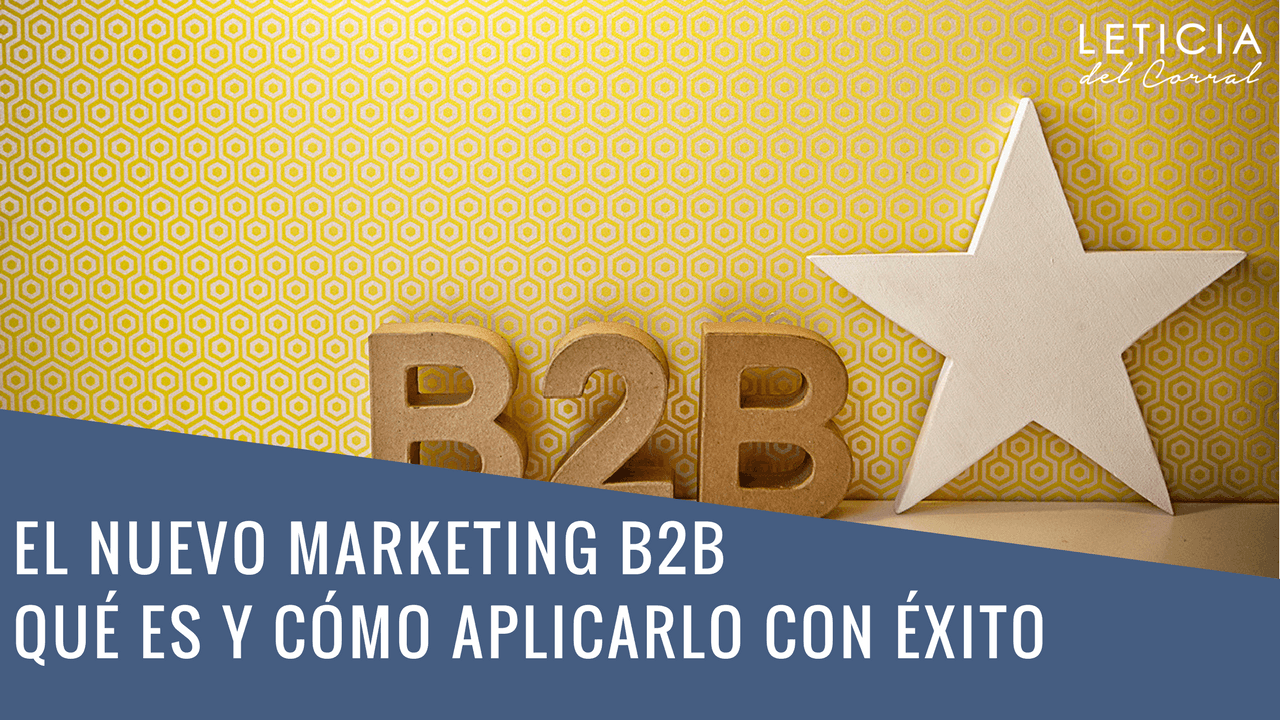 LETICIA
del Corral
B2B
EL NUEVO MARKETING B2B
QUÉ ES Y CÓMO APLICARLO CON ÉXITO